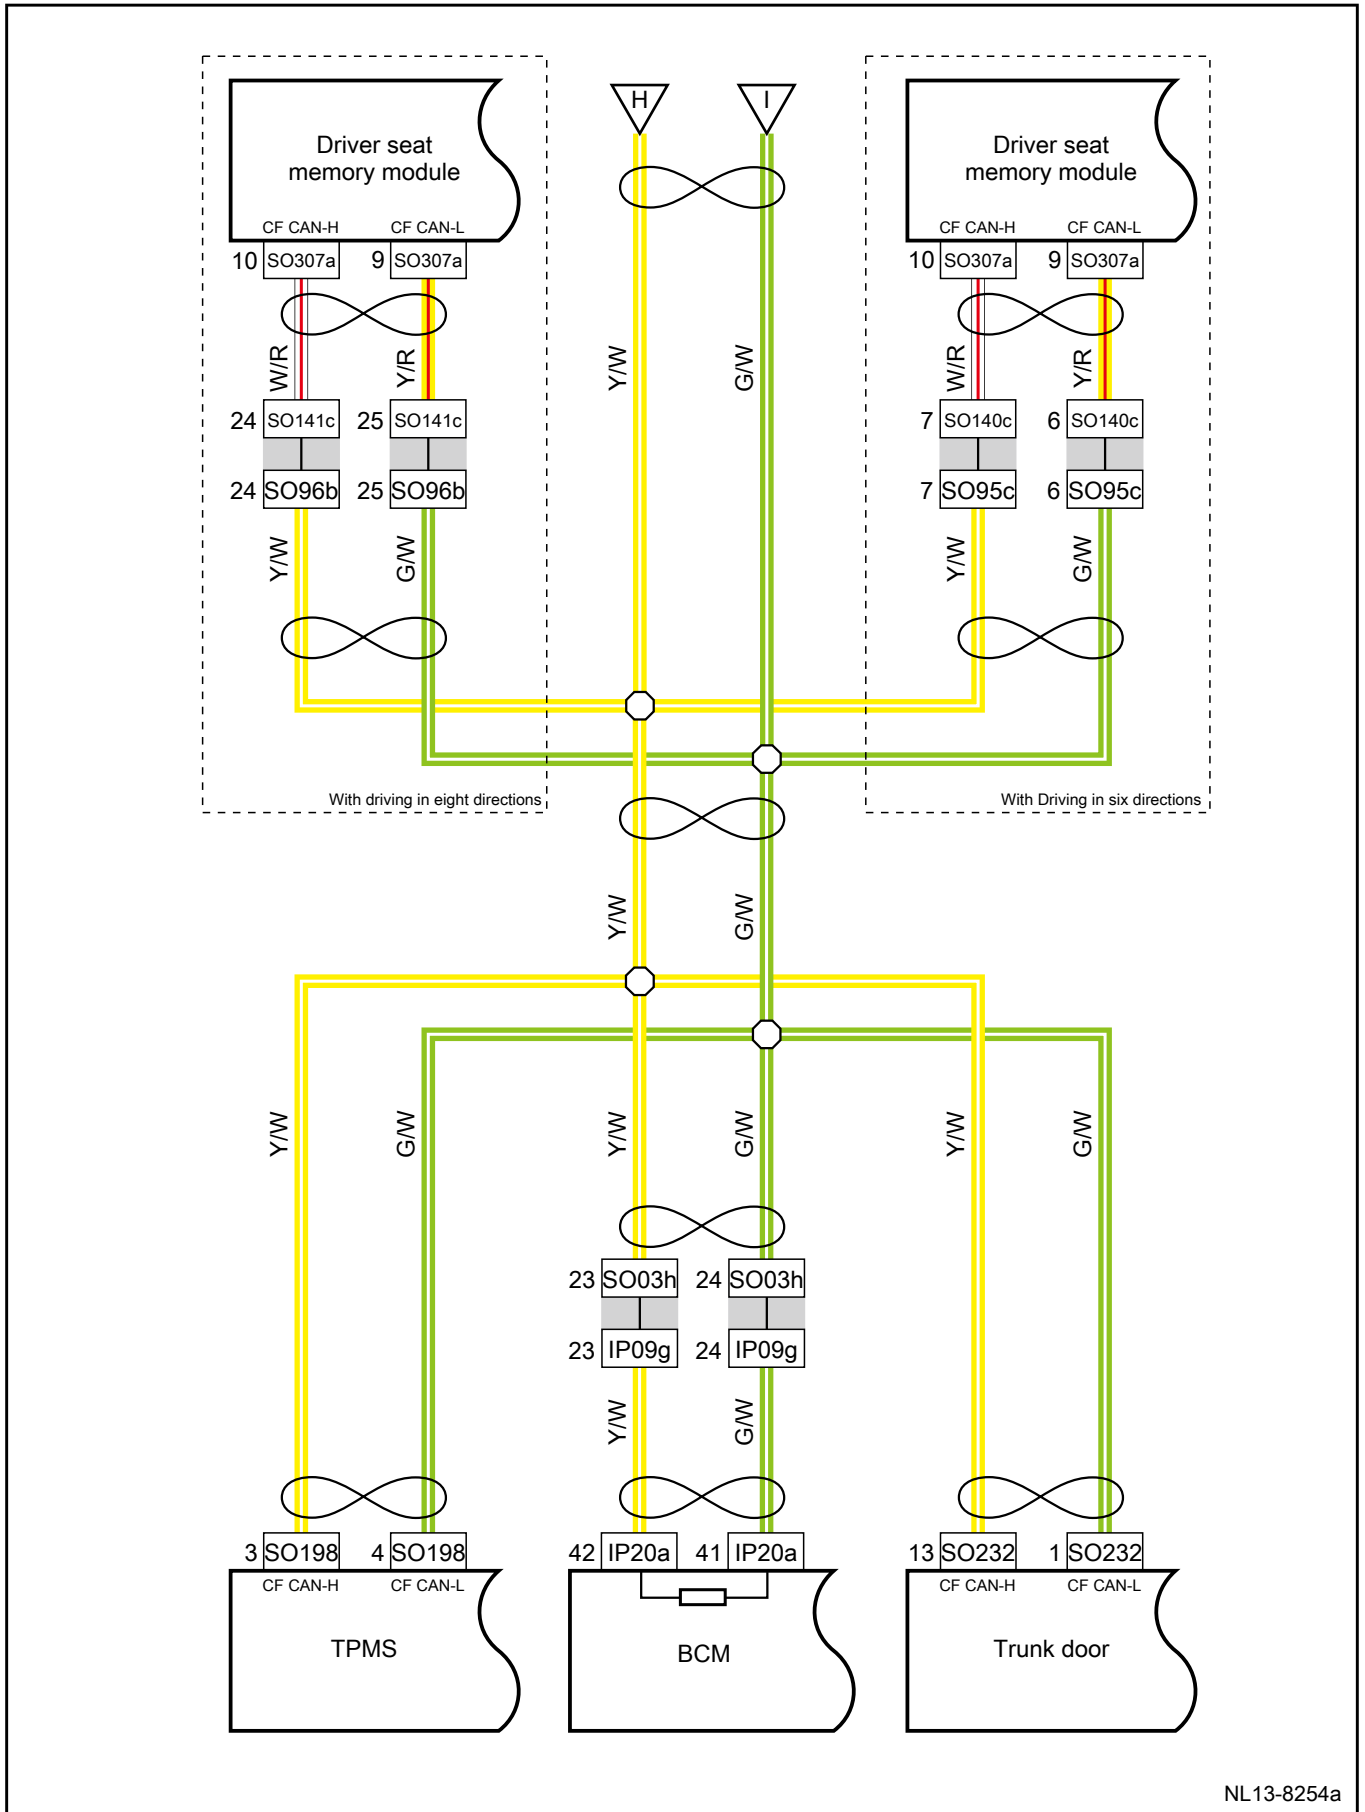 H
I
Driver seat
memory module
CF CAN-H
CF CAN-L
10
SO307a
9
SO307a
W/R
Y/R
24
SO141c
25
SO141c
24
SO96b
25
SO96b
Y/W
G/W
With driving in eight directions
Y/W
G/W
Driver seat
memory module
CF CAN-H
CF CAN-L
10
SO307a
9
SO307a
W/R
Y/R
7
SO140c
6
SO140c
7
SO95c
6
SO95c
Y/W
G/W
With Driving in six directions
Y/W
G/W
Y/W
G/W
Y/W
G/W
Y/W
G/W
23
SO03h
24
SO03h
23
IP09g
24
IP09g
Y/W
G/W
3
SO198
4
SO198
CF CAN-H
CF CAN-L
TPMS
42
IP20a
41
IP20a
BCM
13
SO232
1
SO232
CF CAN-H
CF CAN-L
Trunk door
NL13-8254a